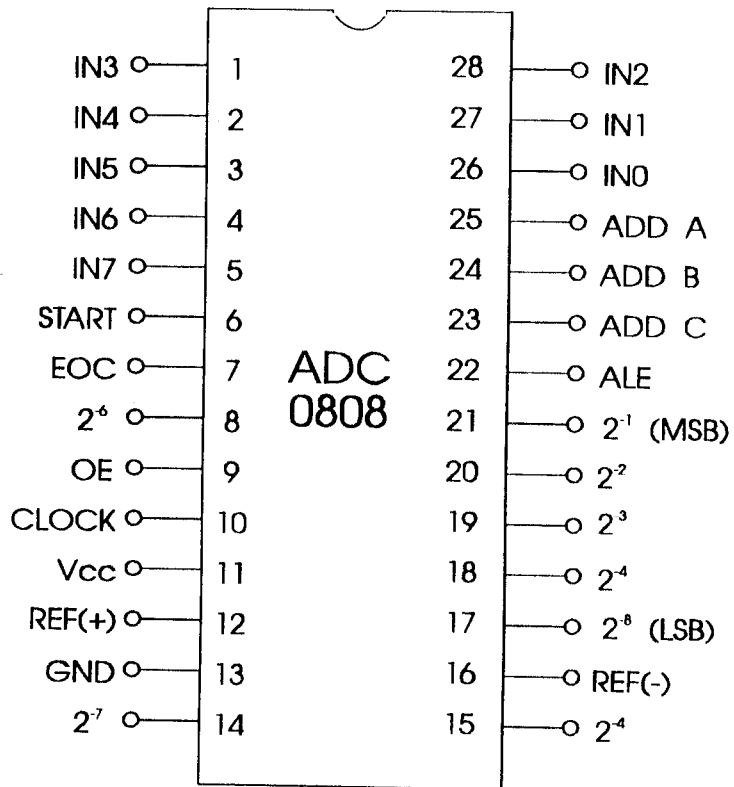 IN3 1 28 IN2
IN4 2 27 IN1
IN5 3 26 IN0
IN6 4 25 ADD A
IN7 5 24 ADD B
START 6 23 ADD C
EOC 7 ADC 22 ALE
2⁻⁶ 8 0808 21 2⁻¹ (MSB)
OE 9 20 2⁻²
CLOCK 10 19 2³
Vcc 11 18 2⁻⁴
REF(+) 12 17 2⁻⁸ (LSB)
GND 13 16 REF(-)
2⁻⁷ 14 15 2⁻⁴